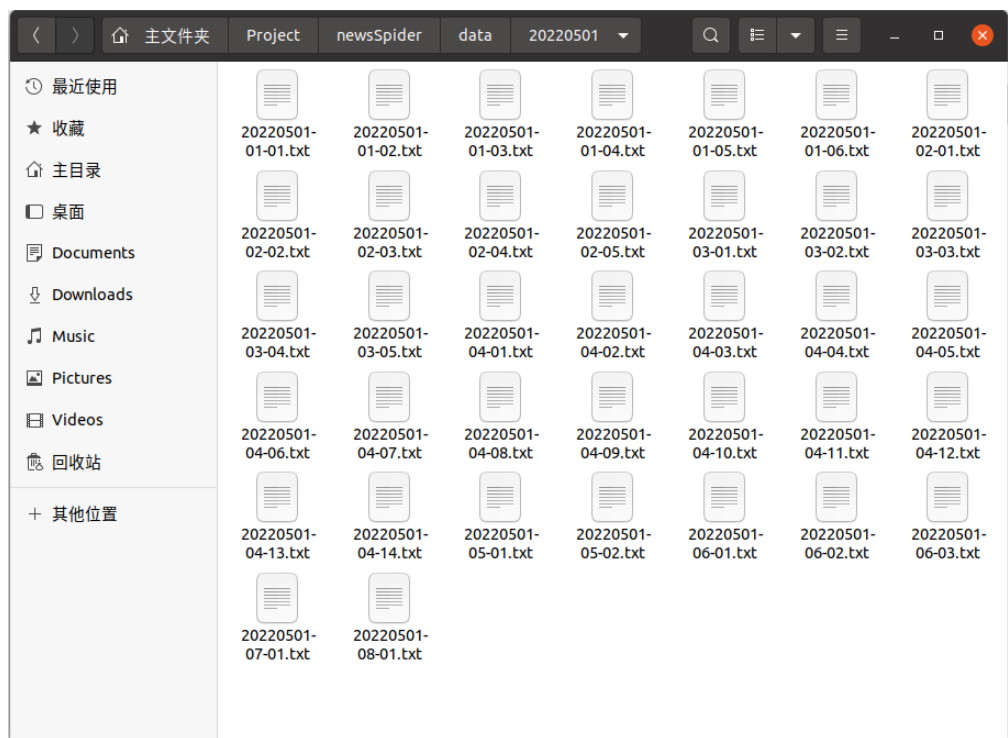 主文件夹 Project newsSpider data 20220501
最近使用
收藏
主目录
桌面
Documents
Downloads
Music
Pictures
Videos
回收站
其他位置
20220501- 20220501- 20220501- 20220501- 20220501- 20220501- 20220501-
01-01.txt 01-02.txt 01-03.txt 01-04.txt 01-05.txt 01-06.txt 02-01.txt
20220501- 20220501- 20220501- 20220501- 20220501- 20220501- 20220501-
02-02.txt 02-03.txt 02-04.txt 02-05.txt 03-01.txt 03-02.txt 03-03.txt
20220501- 20220501- 20220501- 20220501- 20220501- 20220501- 20220501-
03-04.txt 03-05.txt 04-01.txt 04-02.txt 04-03.txt 04-04.txt 04-05.txt
20220501- 20220501- 20220501- 20220501- 20220501- 20220501- 20220501-
04-06.txt 04-07.txt 04-08.txt 04-09.txt 04-10.txt 04-11.txt 04-12.txt
20220501- 20220501- 20220501- 20220501- 20220501- 20220501- 20220501-
04-13.txt 04-14.txt 05-01.txt 05-02.txt 06-01.txt 06-02.txt 06-03.txt
20220501- 20220501-
07-01.txt 08-01.txt